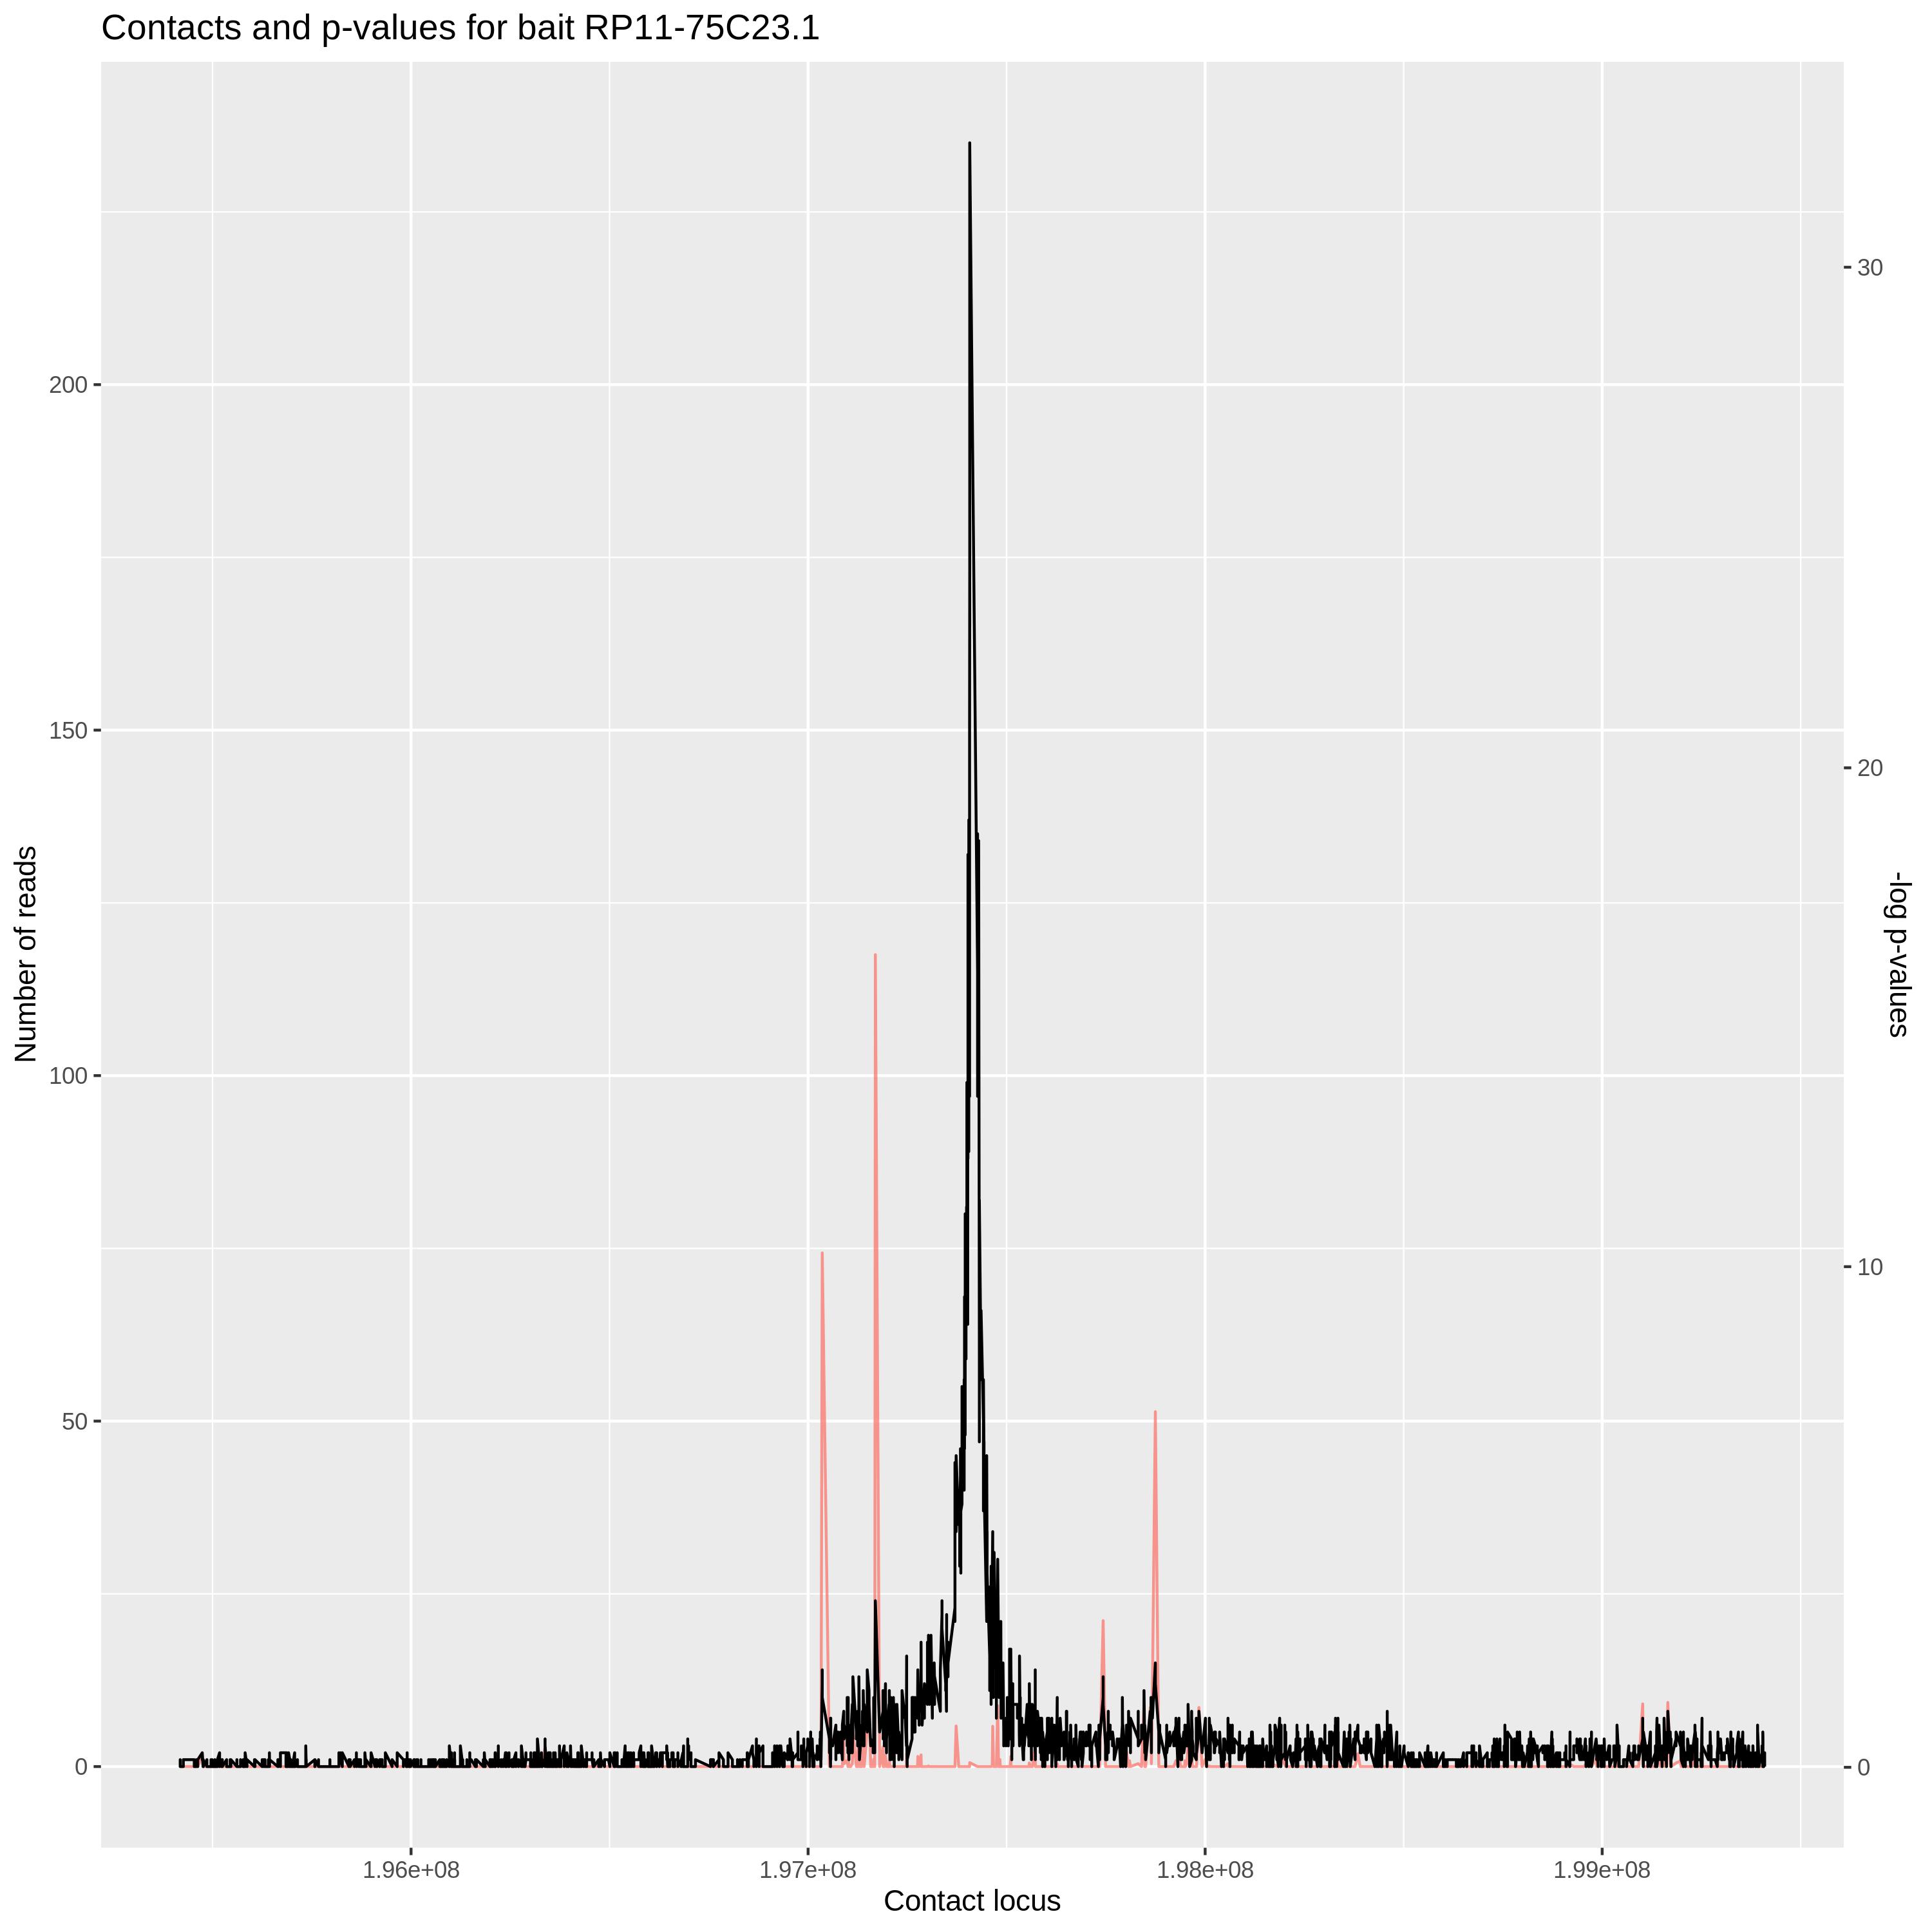 Contacts and p-values for bait RP11-75C23.1
200
150
100
50
0
Number of reads
30
20
10
0
-log p-values
1.96e+08
1.97e+08
1.98e+08
1.99e+08
Contact locus